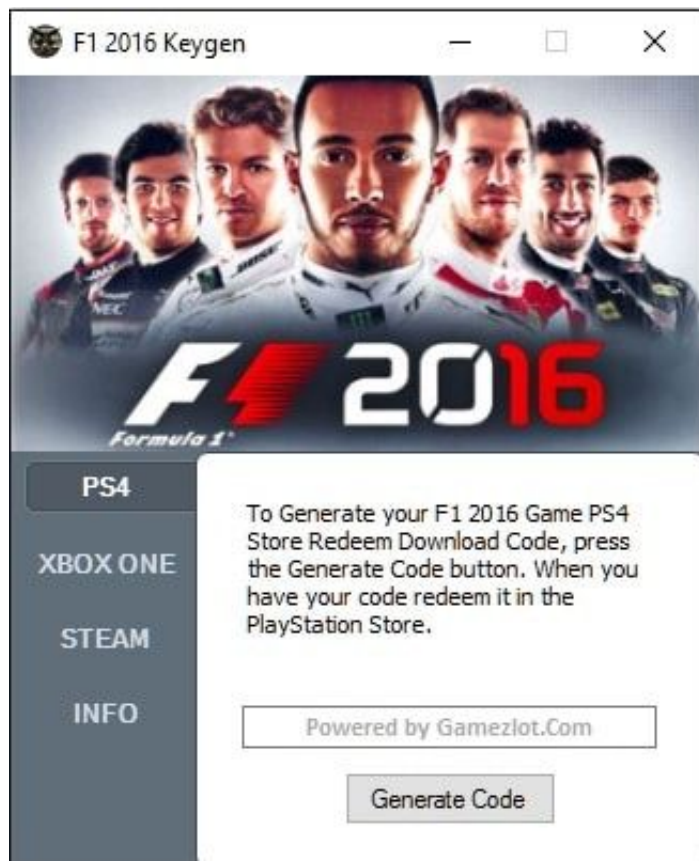 F1 2016 Keygen
NEC
F1 2016
Formula 1
PS4
XBOX ONE
STEAM
INFO
To Generate your F1 2016 Game PS4
Store Redeem Download Code, press
the Generate Code button. When you
have your code redeem it in the
PlayStation Store.
Powered by Gamezlot.Com
Generate Code